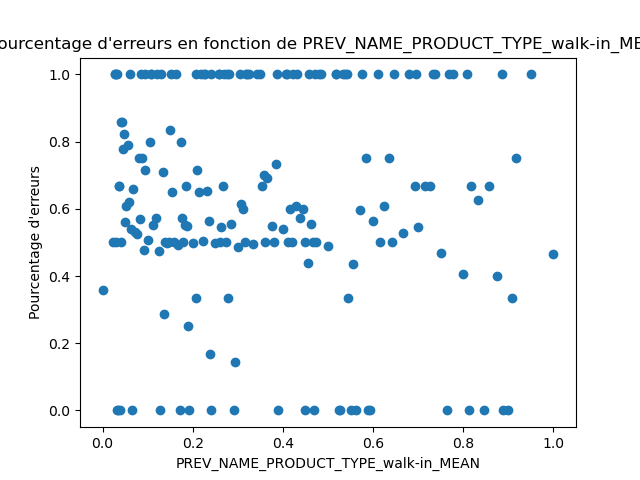 ourcentage d'erreurs en fonction de PREV_NAME_PRODUCT_TYPE_walk-in_ME
Pourcentage d'erreurs
1.0
0.8
0.6
0.4
0.2
0.0
0.0 0.2 0.4 0.6 0.8 1.0
PREV_NAME_PRODUCT_TYPE_walk-in_MEAN